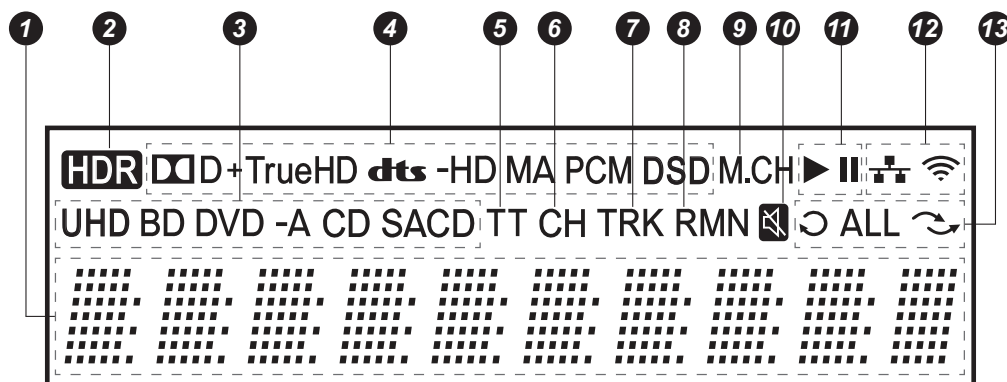 1 2 3 4 5 6 7 8 9 10 11 12 13
HDR D+TrueHD dts -HD MA PCM DSD M.CH
UHD BD DVD -A CD SACD TT CH TRK RMN ALL